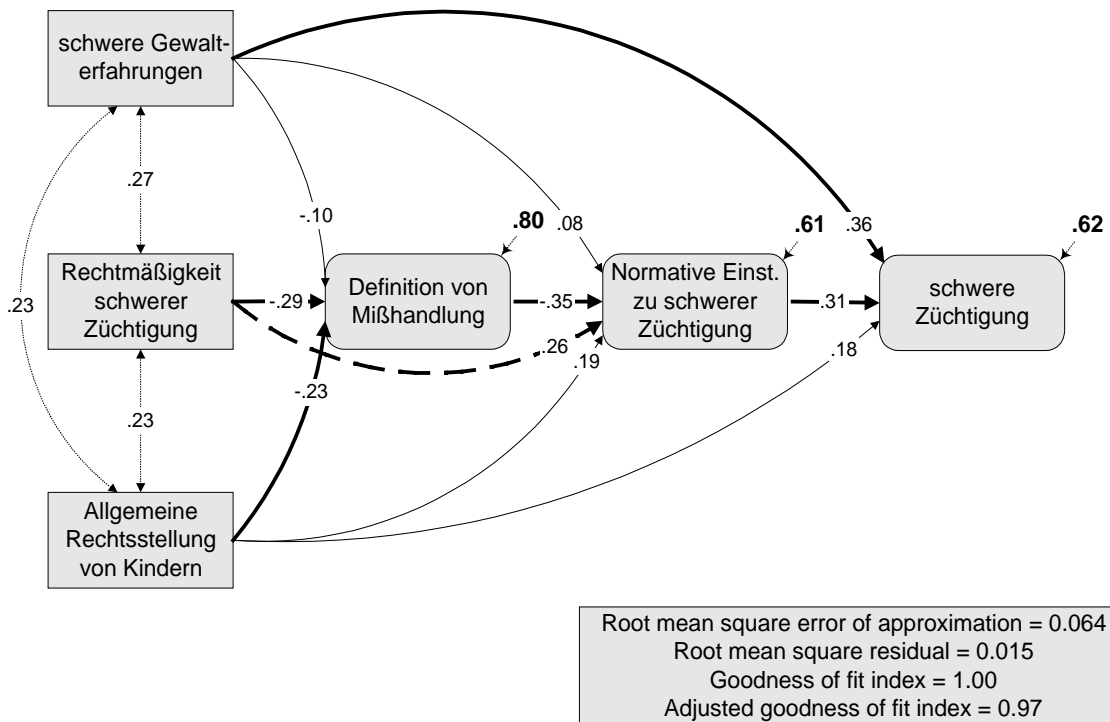 schwere Gewalt-
erfahrungen
.27
-.10
.08
.80
.61
.36
.62
Rechtmäßigkeit
schwerer
Züchtigung
-.29
Definition von
Mißhandlung
-.35
Normative Einst.
zu schwerer
Züchtigung
.31
schwere
Züchtigung
.23
.26
.19
.18
-.23
.23
Allgemeine
Rechtsstellung
von Kindern
Root mean square error of approximation = 0.064
Root mean square residual = 0.015
Goodness of fit index = 1.00
Adjusted goodness of fit index = 0.97